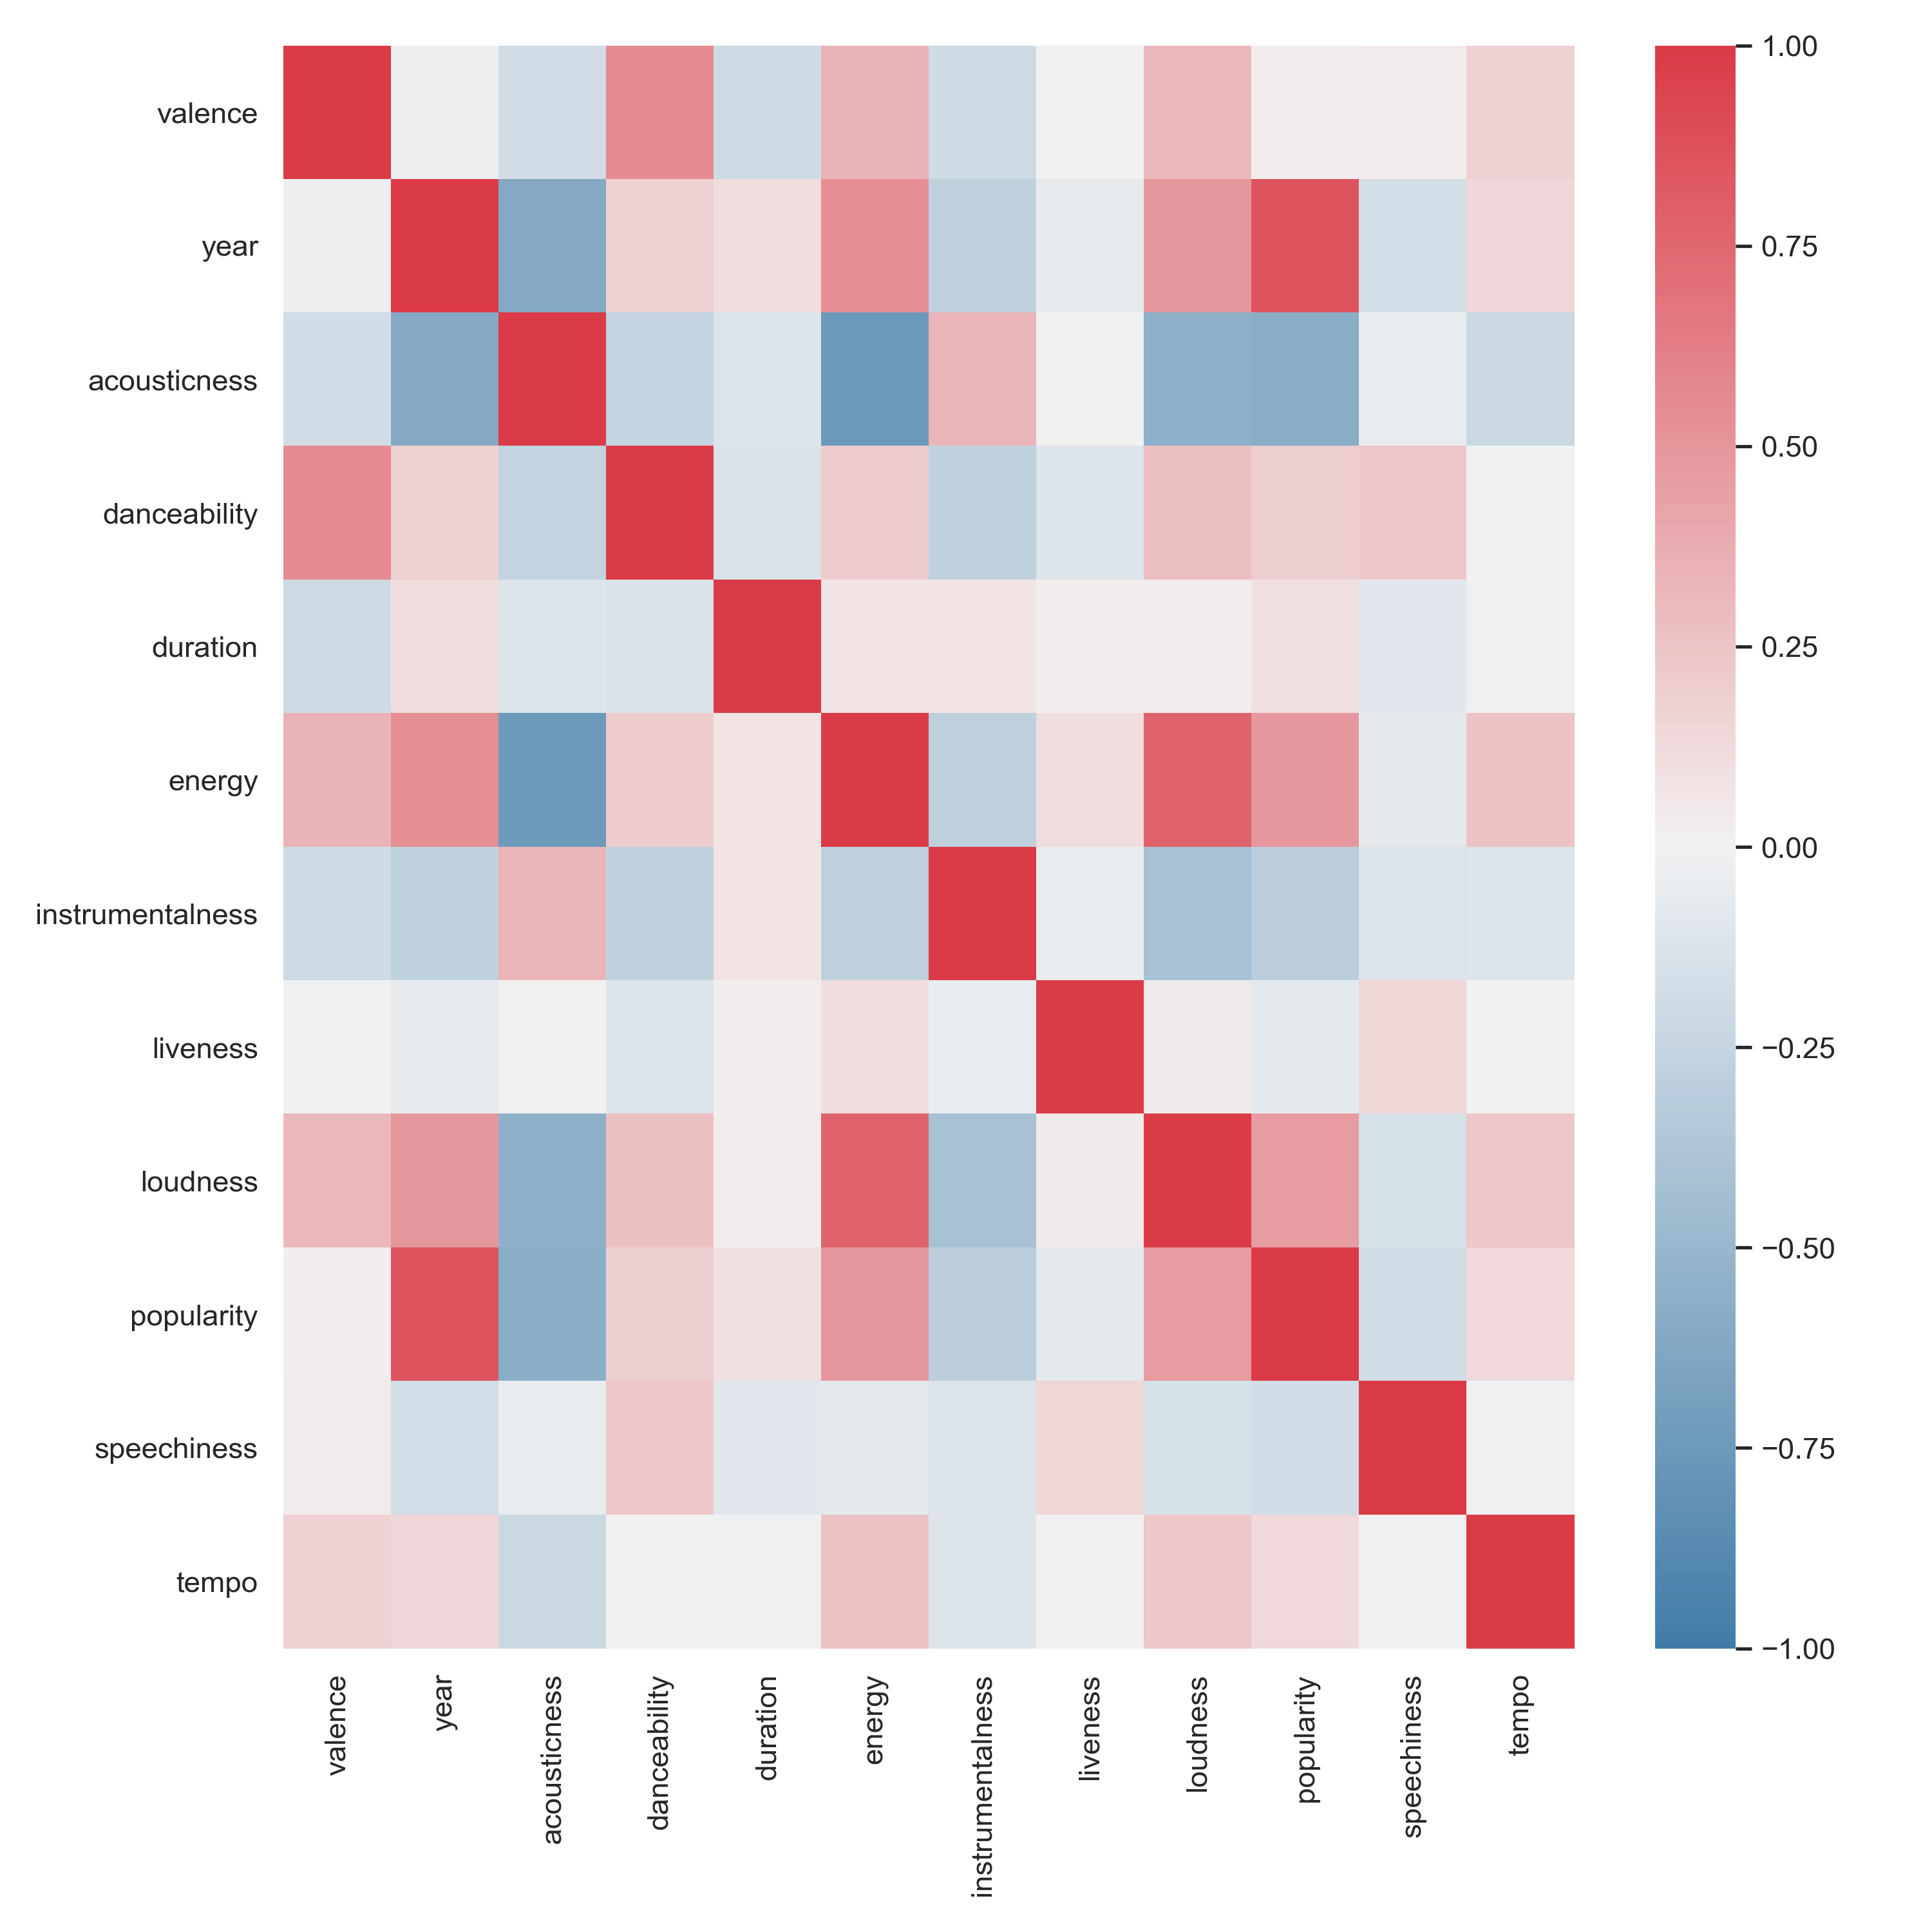 valence
year
acousticness
danceability
duration
energy
instrumentalness
liveness
loudness
popularity
speechiness
tempo
valence
year
acousticness
danceability
duration
energy
instrumentalness
liveness
loudness
popularity
speechiness
tempo
1.00
0.75
0.50
0.25
0.00
−0.25
−0.50
−0.75
−1.00